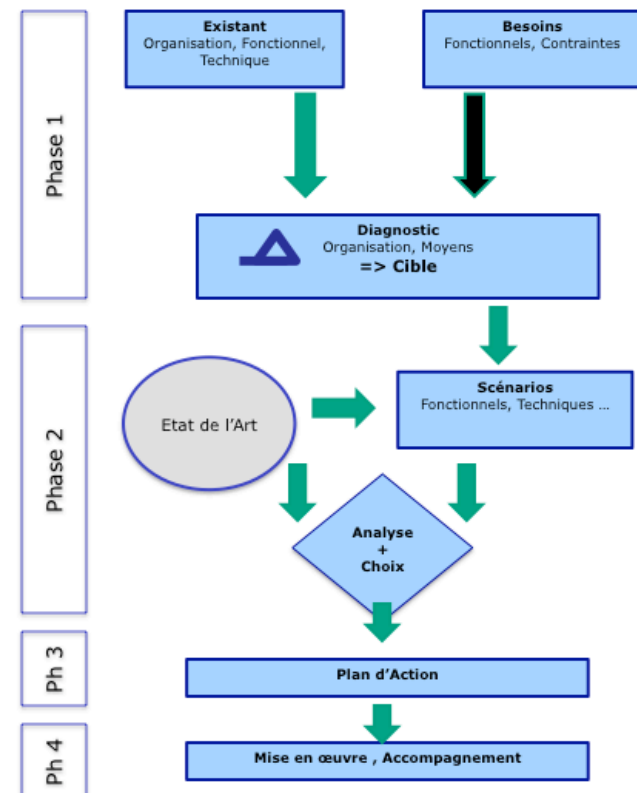 Phase 1
Existant
Organisation, Fonctionnel,
Technique
Besoins
Fonctionnels, Contraintes
Diagnostic
Organisation, Moyens
=> Cible
Phase 2
Etat de l’Art
Scénarios
Fonctionnels, Techniques ...
Analyse
+
Choix
Ph 3
Plan d’Action
Ph 4
Mise en œuvre , Accompagnement